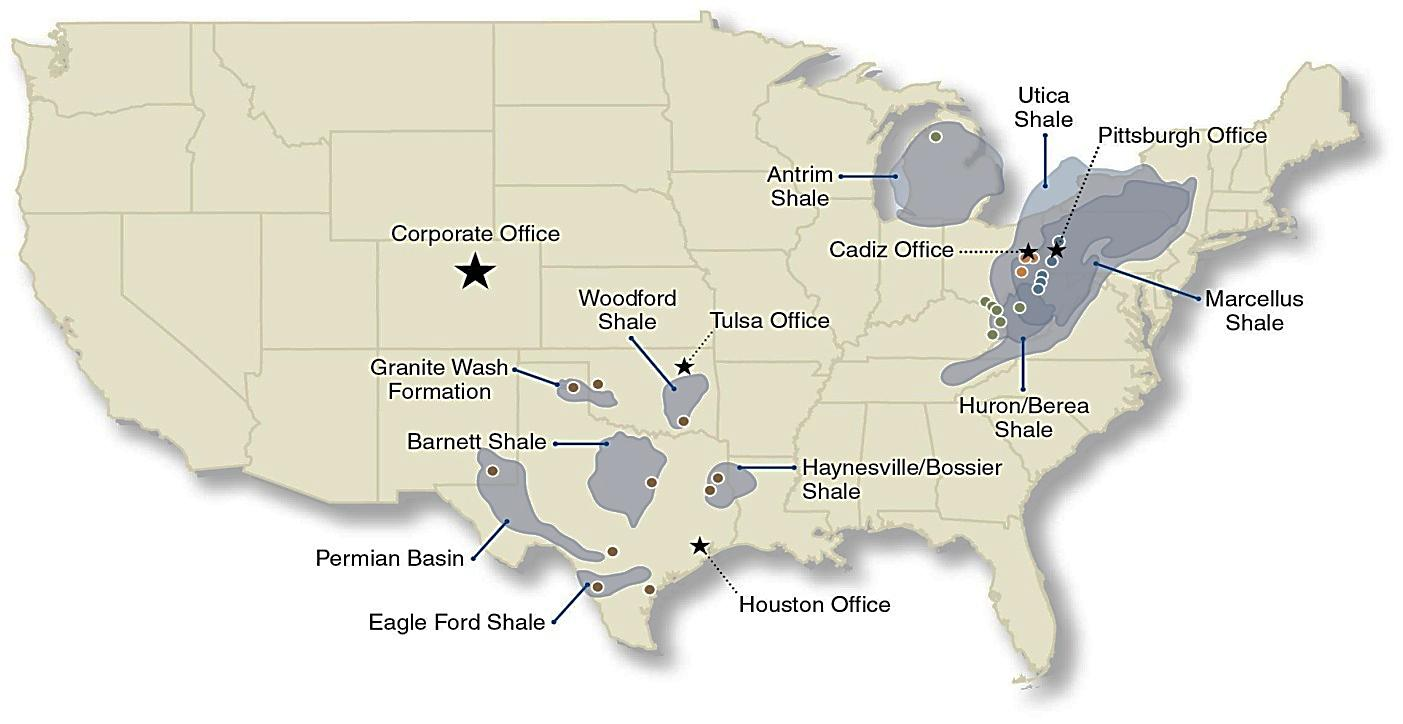 Utica
Shale
Pittsburgh Office
Antrim
Shale
Corporate Office
Cadiz Office
Woodford
Shale
Tulsa Office
Marcellus
Shale
Granite Wash
Formation
Huron/Berea
Shale
Barnett Shale
Haynesville/Bossier
Shale
Permian Basin
Houston Office
Eagle Ford Shale